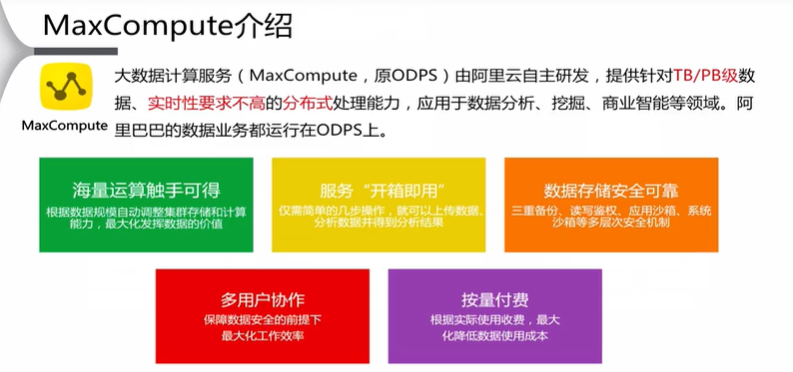 MaxCompute介绍
大数据计算服务（MaxCompute，原ODPS）由阿里云自主研发，提供针对TB/PB级数
据、实时性要求不高的分布式处理能力，应用于数据分析、挖掘、商业智能等领域。阿
里巴巴的数据业务都运行在ODPS上。
MaxCompute
海量运算触手可得
根据数据规模自动调整集群存储和计算
能力，最大化发挥数据的价值
服务“开箱即用”
仅需简单的几步操作，就可以上传数据、
分析数据并得到分析结果
数据存储安全可靠
三重备份、读写鉴权、应用沙箱、系统
沙箱等多层次安全机制
多用户协作
保障数据安全的前提下
最大化工作效率
按量付费
根据实际使用收费，最大
化降低数据使用成本